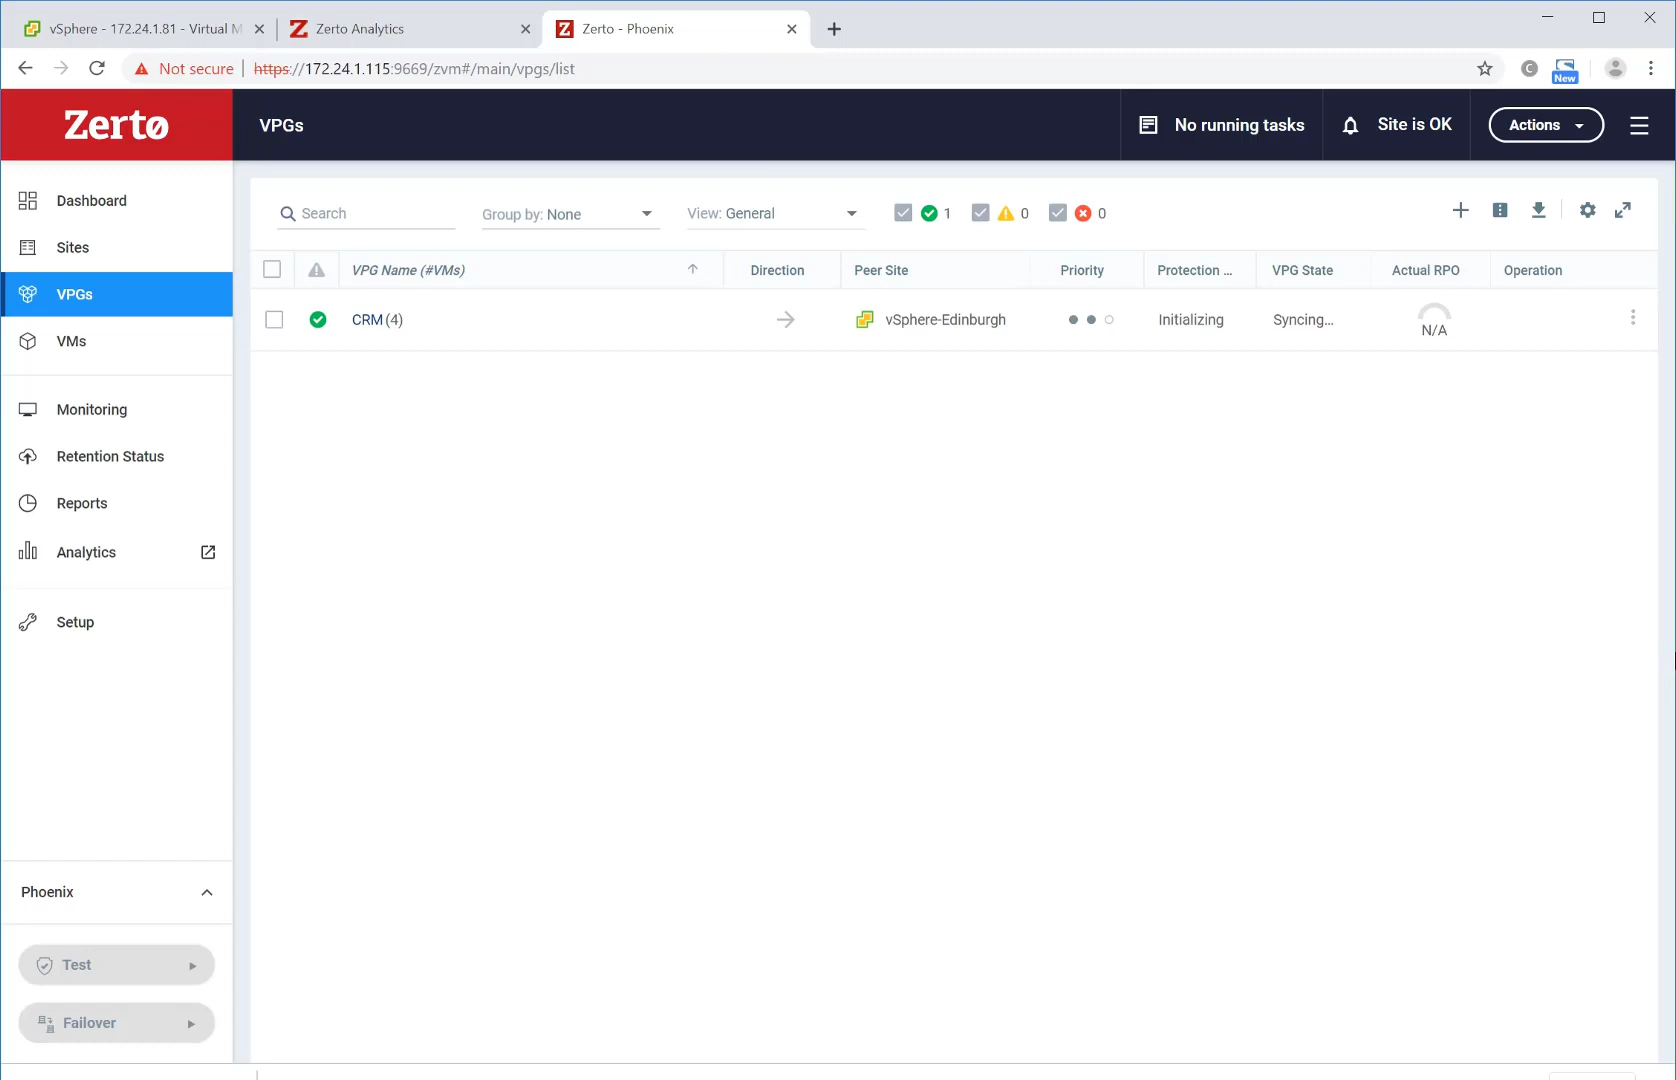 vSphere - 172.24.1.81 - Virtual M
Zerto Analytics
Zerto - Phoenix
Not secure
https://172.24.1.115:9669/zvm#/main/vpgs/list
C
New
Zerto
VPGs
No running tasks
Site is OK
Actions
Dashboard
Sites
VPGs
VMs
Monitoring
Retention Status
Reports
Analytics
Setup
Phoenix
Test
Failover
Search
Group by: None
View: General
1
0
0
VPG Name (#VMs)
Direction
Peer Site
Priority
Protection ...
VPG State
Actual RPO
Operation
CRM (4)
vSphere-Edinburgh
Initializing
Syncing...
N/A